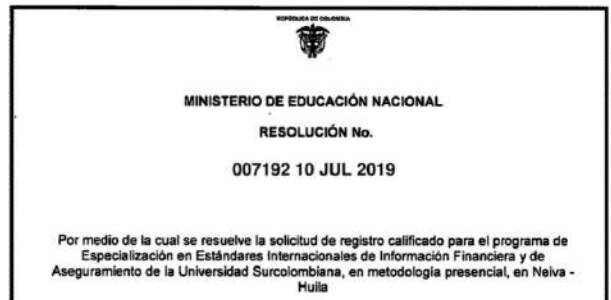 REPÚBLICA DE COLOMBIA
MINISTERIO DE EDUCACIÓN NACIONAL
RESOLUCIÓN No.
007192 10 JUL 2019
Por medio de la cual se resuelve la solicitud de registro calificado para el programa de
Especialización en Estándares Internacionales de Información Financiera y de
Aseguramiento de la Universidad Surcolombiana, en metodología presencial, en Neiva -
Huila